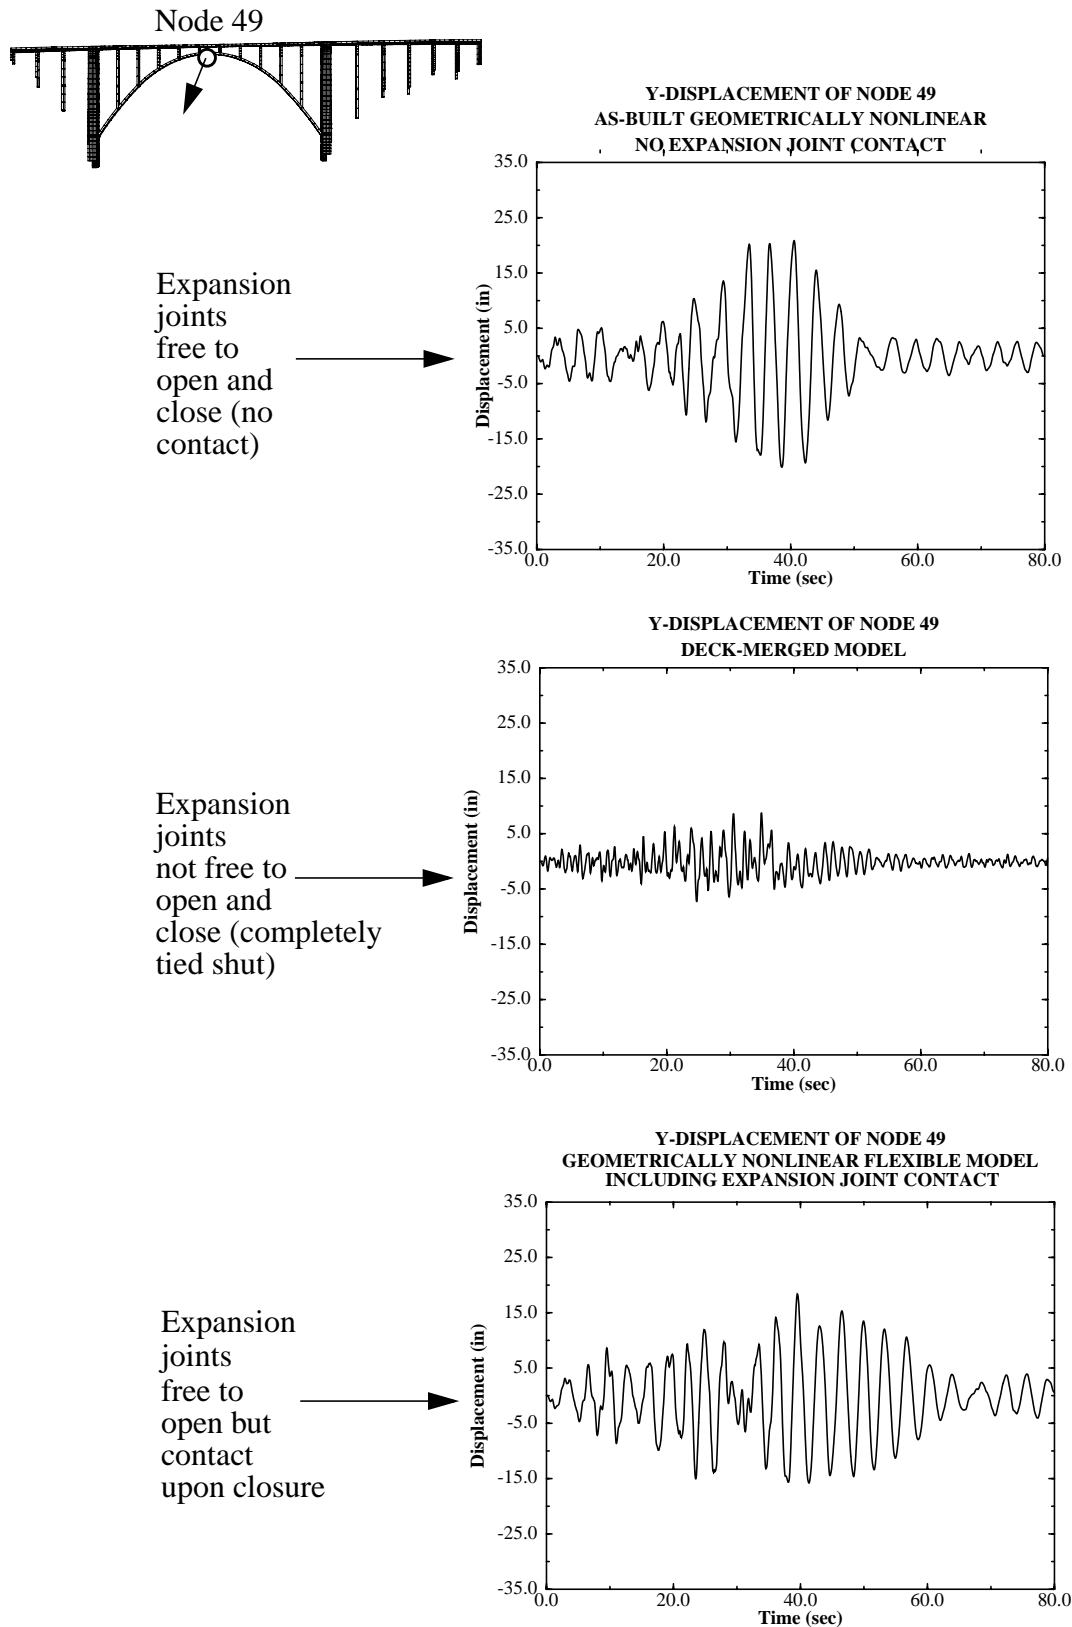 Node 49
Y-DISPLACEMENT OF NODE 49
AS-BUILT GEOMETRICALLY NONLINEAR
NO EXPANSION JOINT CONTACT
Expansion
joints
free to
open and
close (no
contact)
35.0
25.0
15.0
5.0
-5.0
-15.0
-25.0
-35.0
Displacement (in)
0.0 20.0 40.0 60.0 80.0
Time (sec)
Y-DISPLACEMENT OF NODE 49
DECK-MERGED MODEL
Expansion
joints
not free to
open and
close (completely
tied shut)
35.0
25.0
15.0
5.0
-5.0
-15.0
-25.0
-35.0
Displacement (in)
0.0 20.0 40.0 60.0 80.0
Time (sec)
Y-DISPLACEMENT OF NODE 49
GEOMETRICALLY NONLINEAR FLEXIBLE MODEL
INCLUDING EXPANSION JOINT CONTACT
Expansion
joints
free to
open but
contact
upon closure
35.0
25.0
15.0
5.0
-5.0
-15.0
-25.0
-35.0
Displacement (in)
0.0 20.0 40.0 60.0 80.0
Time (sec)